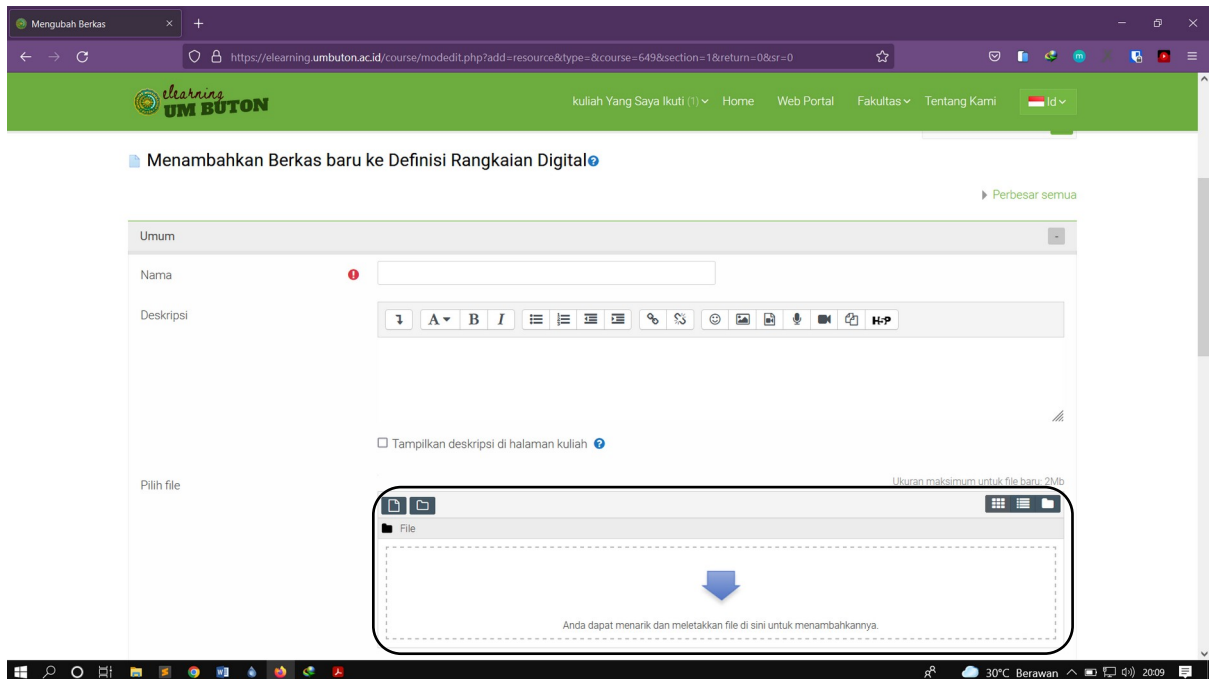 Mengubah Berkas
https://elearning.umbuton.ac.id/course/modedit.php?add=resource&type=&course=649&section=1&return=0&sr=0
elearning
UM BUTON
kuliah Yang Saya Ikuti (1) Home Web Portal Fakultas Tentang Kami Id
Menambahkan Berkas baru ke Definisi Rangkaian Digital
Perbesar semua
Umum
Nama
Deskripsi
A B I H-P
Tampilkan deskripsi di halaman kuliah
Pilih file
Ukuran maksimum untuk file baru: 2Mb
File
Anda dapat menarik dan meletakkan file di sini untuk menambahkannya.
30°C Berawan 20:09